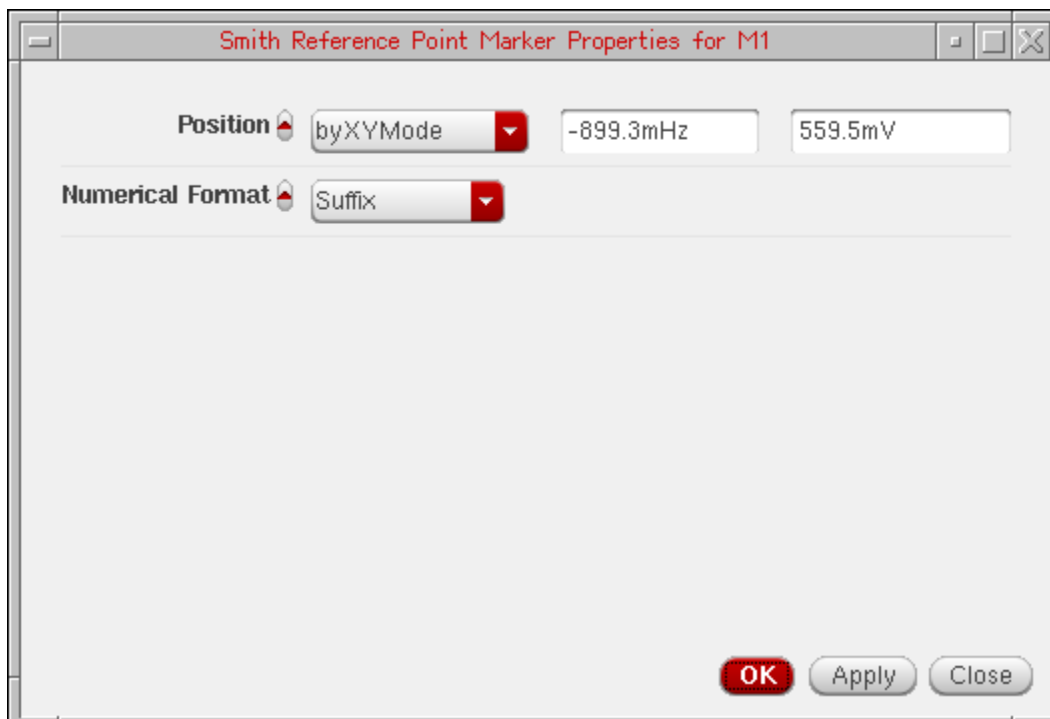 Smith Reference Point Marker Properties for M1
Position byXYMode -899.3mHz 559.5mV
Numerical Format Suffix
OK Apply Close